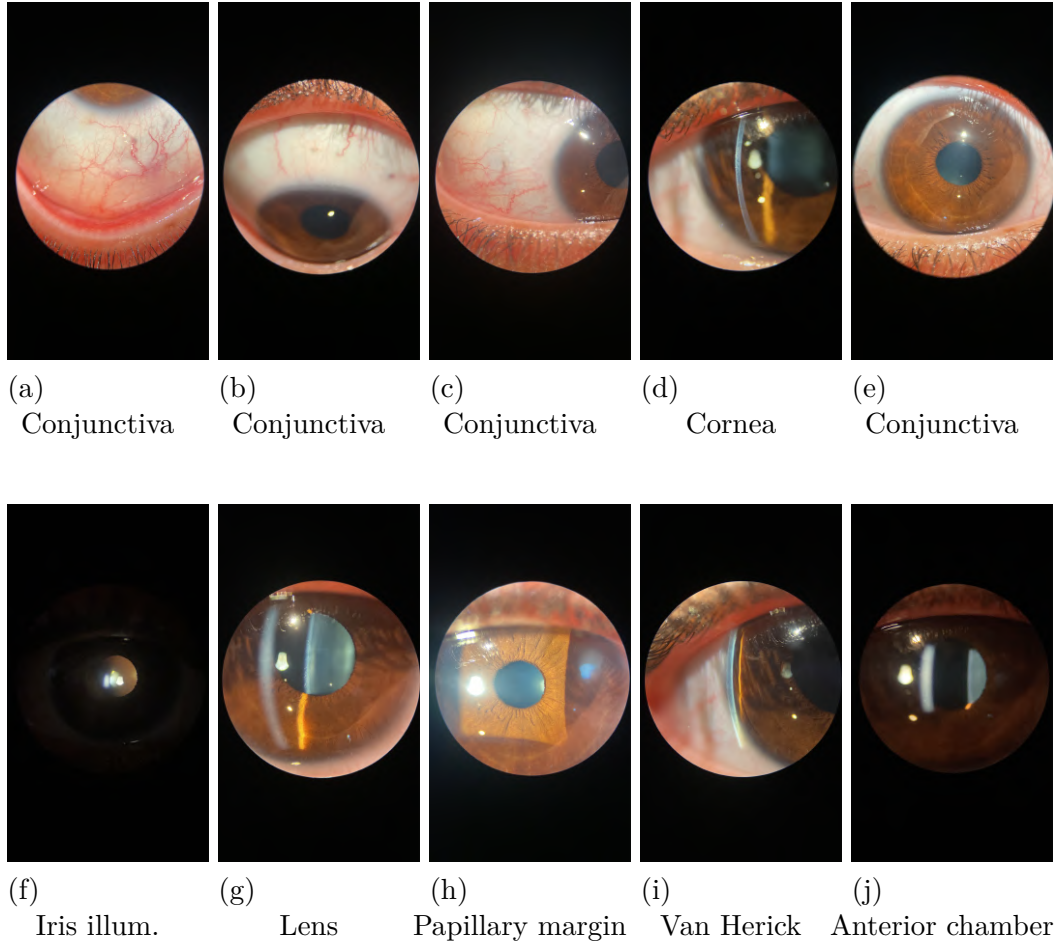 (a)
Conjunctiva
(b)
Conjunctiva
(c)
Conjunctiva
(d)
Cornea
(e)
Conjunctiva
(f)
Iris illum.
(g)
Lens
(h)
Papillary margin
(i)
Van Herick
(j)
Anterior chamber